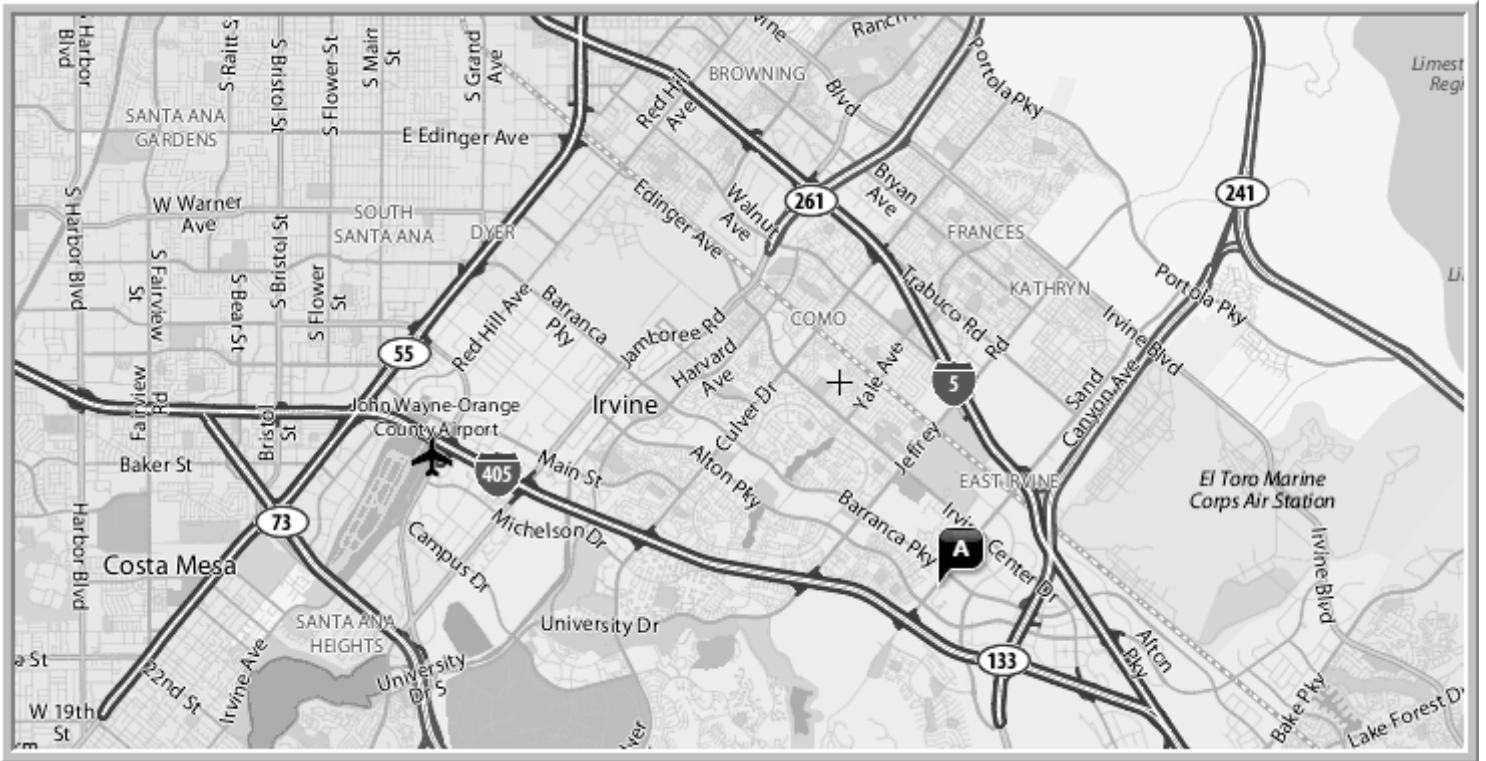 Harbor
Blvd
S Raitt S
S Bristol St
S Flower St
S Main
St
S Grand
Ave
BROWNING
Blvd
Portola Pky
Limest
Regi
SANTA ANA
GARDENS
E Edinger Ave
Red Hill
Ave
Bryan
Ave
261
241
W Warner
Ave
SOUTH
SANTA ANA
DYER
Edinger Ave
Walnut
Ave
FRANCES
S Harbor Blvd
S Fairview
St
S Bear St
S Bristol St
S Flower
St
Red Hill Ave
Barranca
Pky
Jamboree Rd
COMO
Trabuco Rd
KATHRYN
Portola Pky
Irvine Blvd
Li
55
Harvard
Ave
Yale Ave
Rd
5
Sand
Canyon Ave
Fairview
Rd
Bristol
St
John Wayne-Orange
County Airport
Irvine
Culver Dr
Jeffrey
Baker St
405
Main St
Alton Pky
EAST IRVINE
El Toro Marine
Corps Air Station
Harbor Blvd
73
Michelson Dr
Barranca Pky
Center Dr
A
Costa Mesa
Campus Dr
Irvine Blvd
SANTA ANA
HEIGHTS
University Dr
133
Alton
Pky
a St
22nd St
Irvine Ave
University
Dr S
W 19th
St
Bake Pky
Lake Forest D